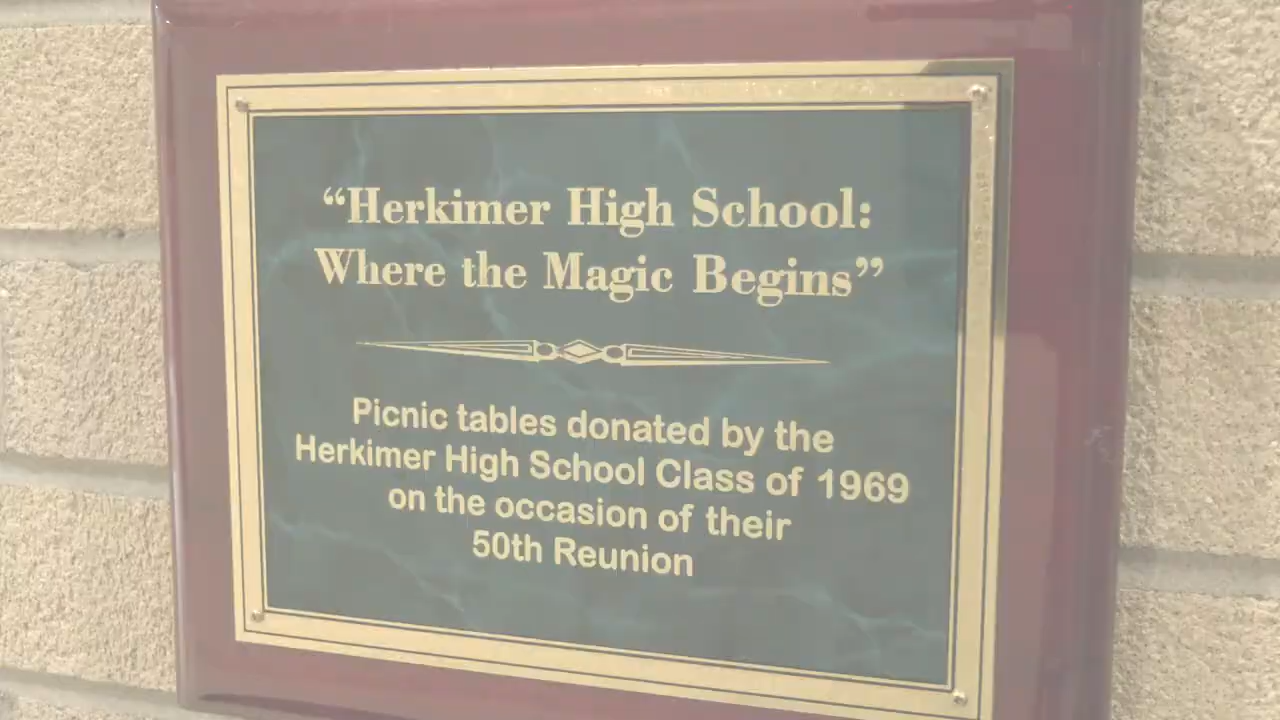 “Herkimer High School:
Where the Magic Begins”
Picnic tables donated by the
Herkimer High School Class of 1969
on the occasion of their
50th Reunion